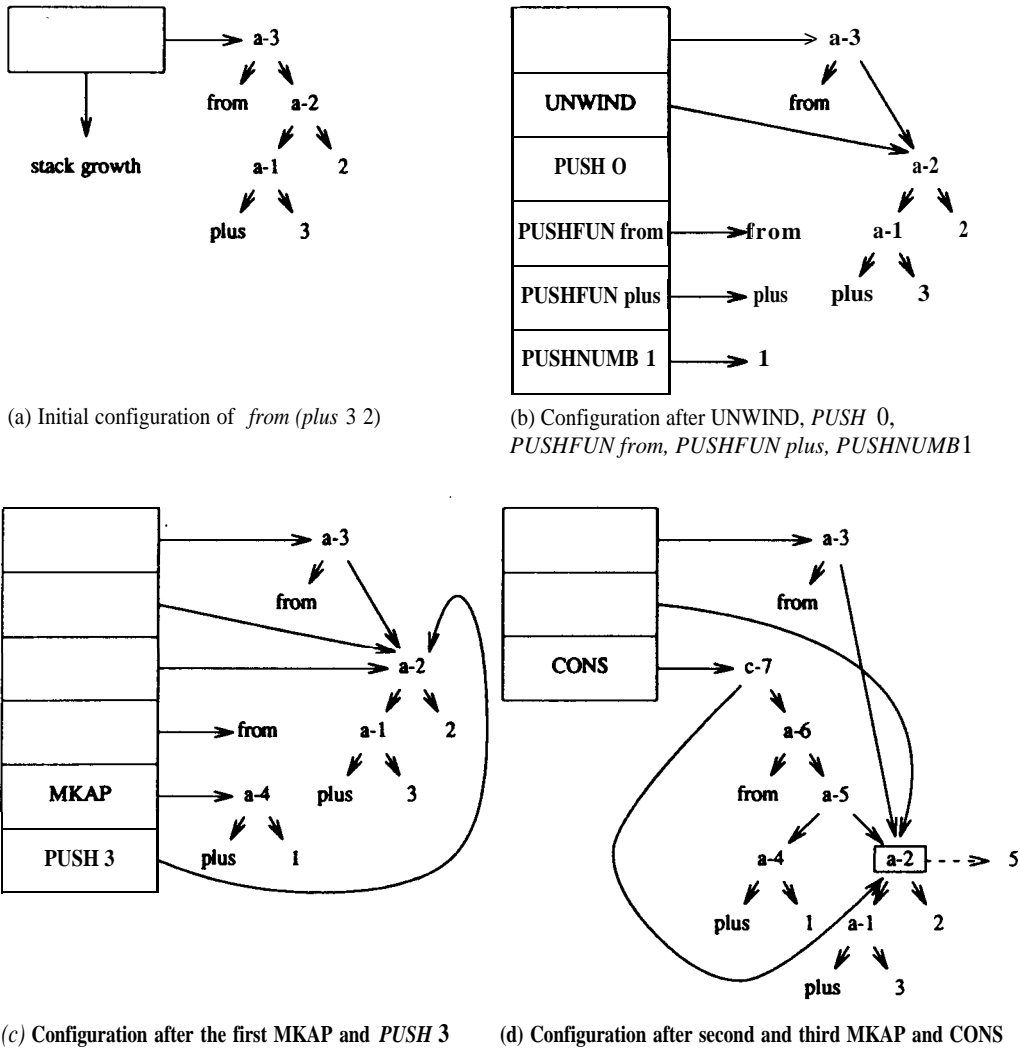 a-3
from a-2
stack growth a-1 2
plus 3
(a) Initial configuration of from (plus 3 2)
a-3
UNWIND from
PUSH O a-2
PUSHFUN from from a-1 2
PUSHFUN plus plus plus 3
PUSHNUMB 1 1
(b) Configuration after UNWIND, PUSH 0,
PUSHFUN from, PUSHFUN plus, PUSHNUMB1
a-3
from
a-2
from a-1 2
MKAP a-4 plus 3
PUSH 3 plus 1
(c) Configuration after the first MKAP and PUSH 3
a-3
from
CONS c-7
a-6
from a-5
a-4 a-2 5
plus 1 a-1 2
plus 3
(d) Configuration after second and third MKAP and CONS